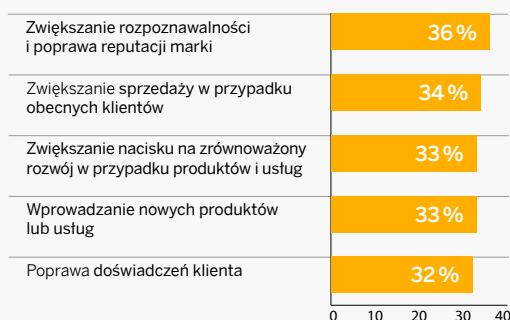 Zwiększanie rozpoznawalności
i poprawa reputacji marki
36 %
Zwiększanie sprzedaży w przypadku
obecnych klientów
34 %
Zwiększanie nacisku na zrównoważony
rozwój w przypadku produktów i usług
33 %
Wprowadzanie nowych produktów
lub usług
33 %
Poprawa doświadczeń klienta
32 %
0 10 20 30 40